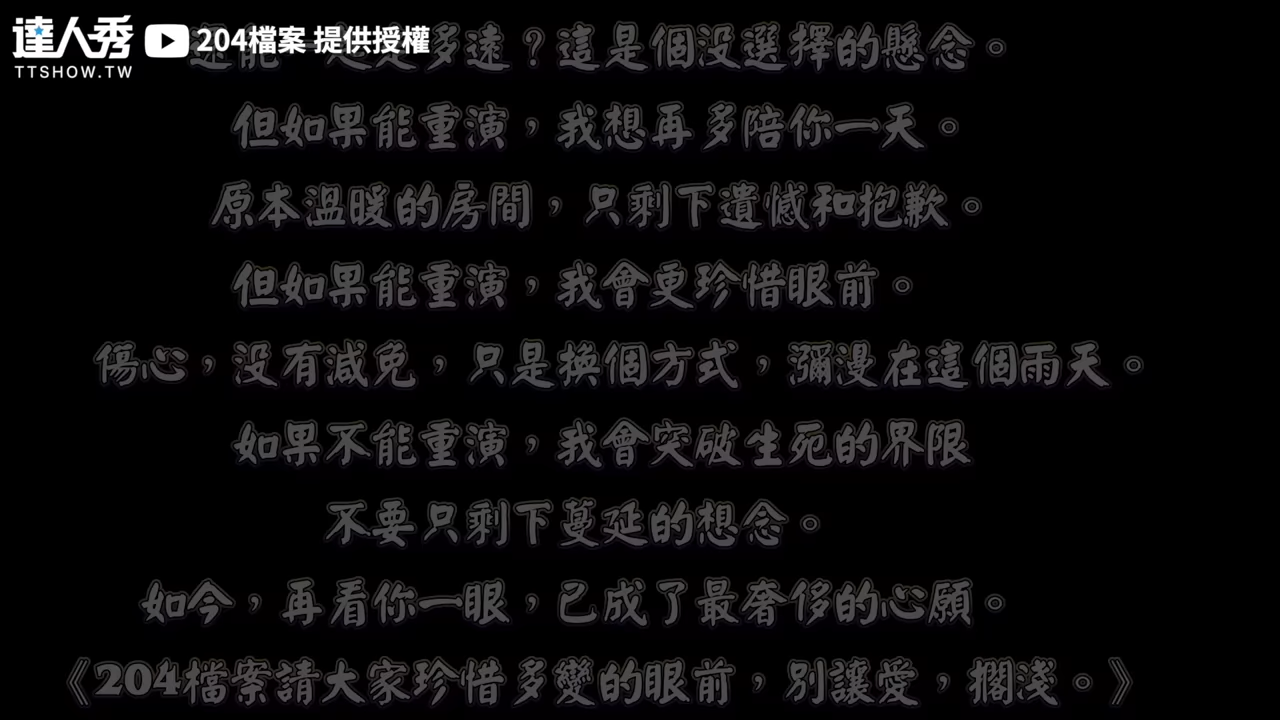 達人秀
TTSHOW.TW
204檔案 提供授權
多遠？這是個没選擇的懸念。
但如果能重演，我想再多陪你一天。
原本溫暖的房間，只剩下遺憾和抱歉。
但如果能重演，我會更珍惜眼前。
傷心，没有減免，只是換個方式，瀰漫在這個雨天。
如果不能重演，我會突破生死的界限
不要只剩下蔓延的想念。
如今，再看你一眼，已成了最奢侈的心願。
《204檔案請大家珍惜多變的眼前，別讓愛，擱淺。》